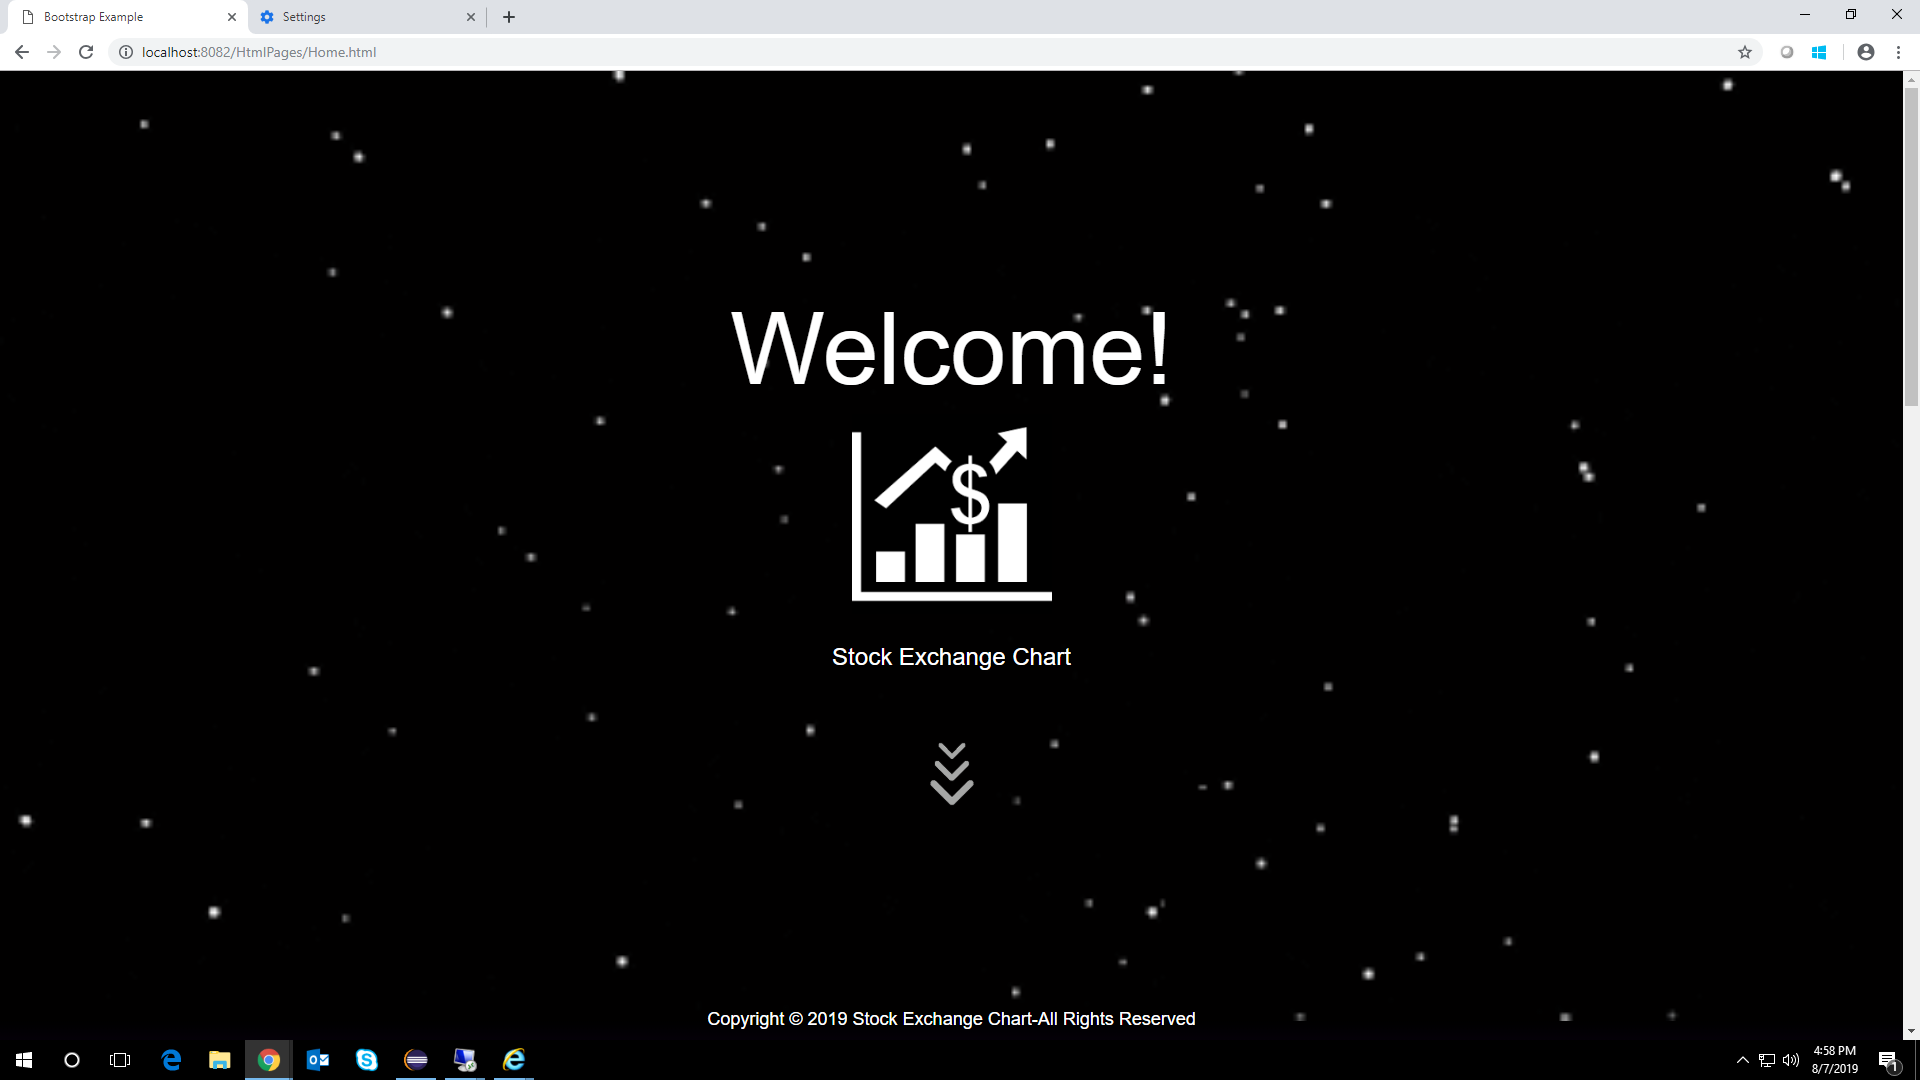 Bootstrap Example
Settings
localhost:8082/HtmlPages/Home.html
Welcome!
$
Stock Exchange Chart
Copyright © 2019 Stock Exchange Chart-All Rights Reserved
4:58 PM
8/7/2019
1